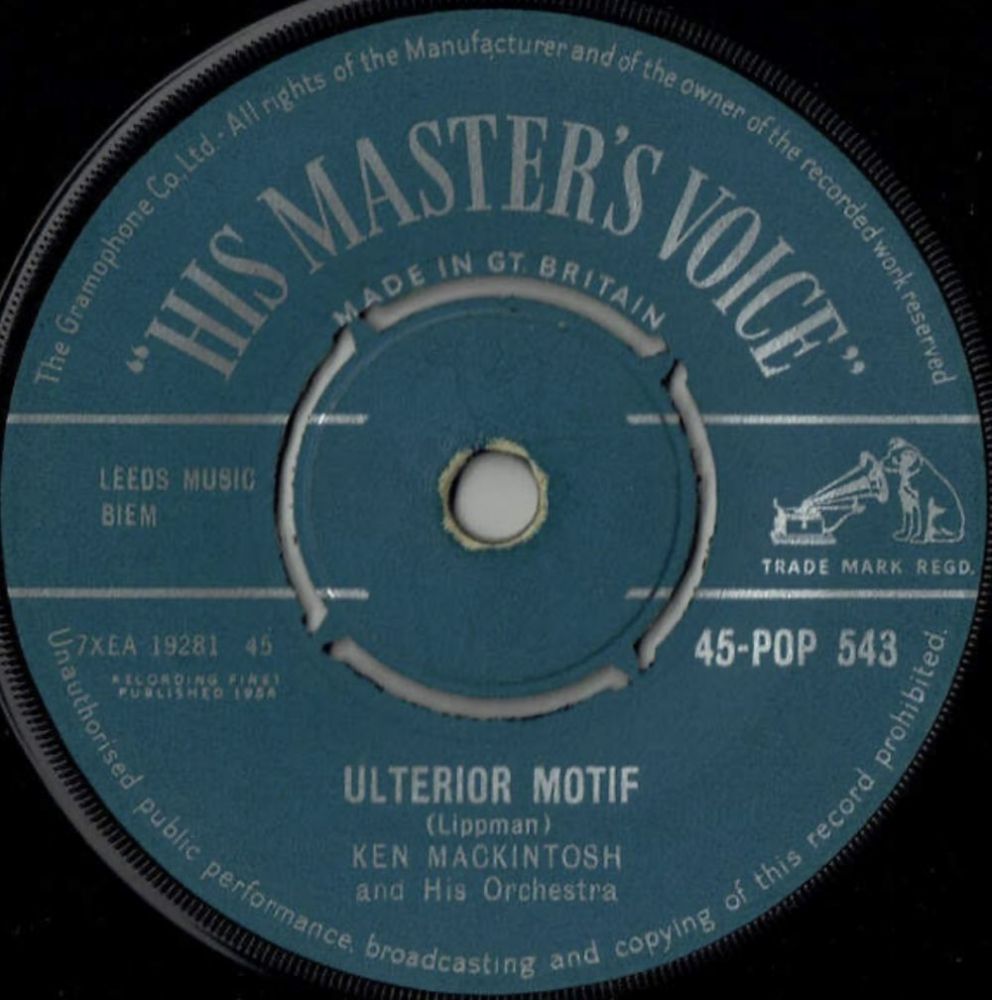 The Gramophone Co. Ltd. - All rights of the Manufacturer and of the owner of the recorded work reserved
"HIS MASTER'S VOICE"
MADE IN GT. BRITAIN
LEEDS MUSIC
BIEM
TRADE MARK REGD.
7XEA 19281 45
45-POP 543
RECORDING FIRST
PUBLISHED 1958
ULTERIOR MOTIF
(Lippman)
KEN MACKINTOSH
and His Orchestra
Unauthorised public performance, broadcasting and copying of this record prohibited.